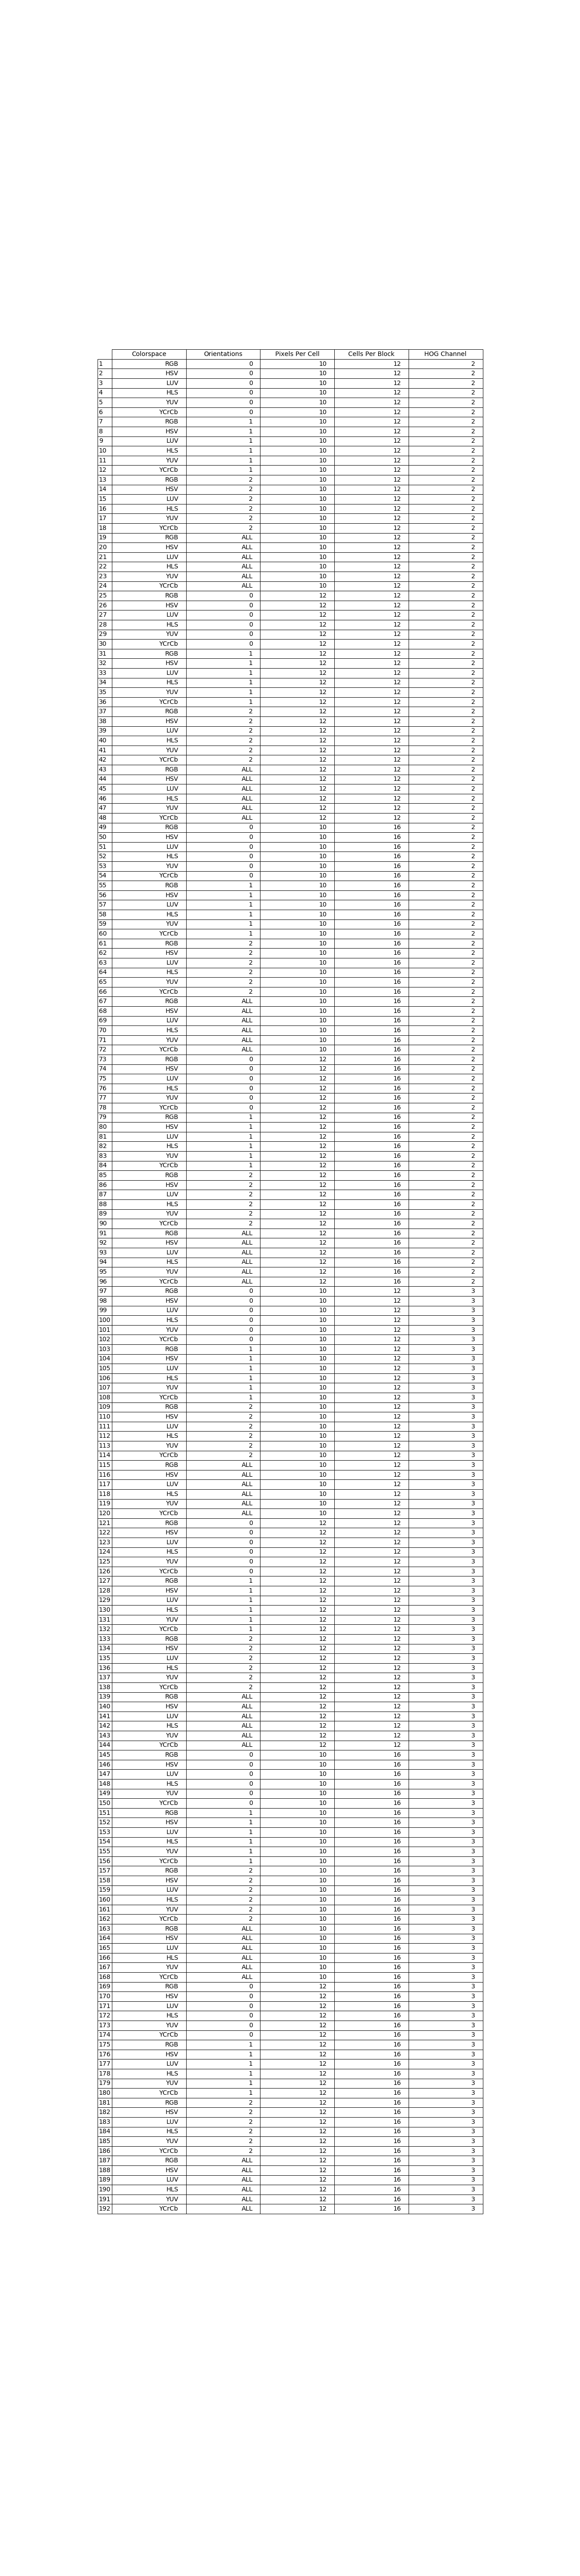 Colorspace Orientations Pixels Per Cell Cells Per Block HOG Channel
1 RGB 0 10 12 2
2 HSV 0 10 12 2
3 LUV 0 10 12 2
4 HLS 0 10 12 2
5 YUV 0 10 12 2
6 YCrCb 0 10 12 2
7 RGB 1 10 12 2
8 HSV 1 10 12 2
9 LUV 1 10 12 2
10 HLS 1 10 12 2
11 YUV 1 10 12 2
12 YCrCb 1 10 12 2
13 RGB 2 10 12 2
14 HSV 2 10 12 2
15 LUV 2 10 12 2
16 HLS 2 10 12 2
17 YUV 2 10 12 2
18 YCrCb 2 10 12 2
19 RGB ALL 10 12 2
20 HSV ALL 10 12 2
21 LUV ALL 10 12 2
22 HLS ALL 10 12 2
23 YUV ALL 10 12 2
24 YCrCb ALL 10 12 2
25 RGB 0 12 12 2
26 HSV 0 12 12 2
27 LUV 0 12 12 2
28 HLS 0 12 12 2
29 YUV 0 12 12 2
30 YCrCb 0 12 12 2
31 RGB 1 12 12 2
32 HSV 1 12 12 2
33 LUV 1 12 12 2
34 HLS 1 12 12 2
35 YUV 1 12 12 2
36 YCrCb 1 12 12 2
37 RGB 2 12 12 2
38 HSV 2 12 12 2
39 LUV 2 12 12 2
40 HLS 2 12 12 2
41 YUV 2 12 12 2
42 YCrCb 2 12 12 2
43 RGB ALL 12 12 2
44 HSV ALL 12 12 2
45 LUV ALL 12 12 2
46 HLS ALL 12 12 2
47 YUV ALL 12 12 2
48 YCrCb ALL 12 12 2
49 RGB 0 10 16 2
50 HSV 0 10 16 2
51 LUV 0 10 16 2
52 HLS 0 10 16 2
53 YUV 0 10 16 2
54 YCrCb 0 10 16 2
55 RGB 1 10 16 2
56 HSV 1 10 16 2
57 LUV 1 10 16 2
58 HLS 1 10 16 2
59 YUV 1 10 16 2
60 YCrCb 1 10 16 2
61 RGB 2 10 16 2
62 HSV 2 10 16 2
63 LUV 2 10 16 2
64 HLS 2 10 16 2
65 YUV 2 10 16 2
66 YCrCb 2 10 16 2
67 RGB ALL 10 16 2
68 HSV ALL 10 16 2
69 LUV ALL 10 16 2
70 HLS ALL 10 16 2
71 YUV ALL 10 16 2
72 YCrCb ALL 10 16 2
73 RGB 0 12 16 2
74 HSV 0 12 16 2
75 LUV 0 12 16 2
76 HLS 0 12 16 2
77 YUV 0 12 16 2
78 YCrCb 0 12 16 2
79 RGB 1 12 16 2
80 HSV 1 12 16 2
81 LUV 1 12 16 2
82 HLS 1 12 16 2
83 YUV 1 12 16 2
84 YCrCb 1 12 16 2
85 RGB 2 12 16 2
86 HSV 2 12 16 2
87 LUV 2 12 16 2
88 HLS 2 12 16 2
89 YUV 2 12 16 2
90 YCrCb 2 12 16 2
91 RGB ALL 12 16 2
92 HSV ALL 12 16 2
93 LUV ALL 12 16 2
94 HLS ALL 12 16 2
95 YUV ALL 12 16 2
96 YCrCb ALL 12 16 2
97 RGB 0 10 12 3
98 HSV 0 10 12 3
99 LUV 0 10 12 3
100 HLS 0 10 12 3
101 YUV 0 10 12 3
102 YCrCb 0 10 12 3
103 RGB 1 10 12 3
104 HSV 1 10 12 3
105 LUV 1 10 12 3
106 HLS 1 10 12 3
107 YUV 1 10 12 3
108 YCrCb 1 10 12 3
109 RGB 2 10 12 3
110 HSV 2 10 12 3
111 LUV 2 10 12 3
112 HLS 2 10 12 3
113 YUV 2 10 12 3
114 YCrCb 2 10 12 3
115 RGB ALL 10 12 3
116 HSV ALL 10 12 3
117 LUV ALL 10 12 3
118 HLS ALL 10 12 3
119 YUV ALL 10 12 3
120 YCrCb ALL 10 12 3
121 RGB 0 12 12 3
122 HSV 0 12 12 3
123 LUV 0 12 12 3
124 HLS 0 12 12 3
125 YUV 0 12 12 3
126 YCrCb 0 12 12 3
127 RGB 1 12 12 3
128 HSV 1 12 12 3
129 LUV 1 12 12 3
130 HLS 1 12 12 3
131 YUV 1 12 12 3
132 YCrCb 1 12 12 3
133 RGB 2 12 12 3
134 HSV 2 12 12 3
135 LUV 2 12 12 3
136 HLS 2 12 12 3
137 YUV 2 12 12 3
138 YCrCb 2 12 12 3
139 RGB ALL 12 12 3
140 HSV ALL 12 12 3
141 LUV ALL 12 12 3
142 HLS ALL 12 12 3
143 YUV ALL 12 12 3
144 YCrCb ALL 12 12 3
145 RGB 0 10 16 3
146 HSV 0 10 16 3
147 LUV 0 10 16 3
148 HLS 0 10 16 3
149 YUV 0 10 16 3
150 YCrCb 0 10 16 3
151 RGB 1 10 16 3
152 HSV 1 10 16 3
153 LUV 1 10 16 3
154 HLS 1 10 16 3
155 YUV 1 10 16 3
156 YCrCb 1 10 16 3
157 RGB 2 10 16 3
158 HSV 2 10 16 3
159 LUV 2 10 16 3
160 HLS 2 10 16 3
161 YUV 2 10 16 3
162 YCrCb 2 10 16 3
163 RGB ALL 10 16 3
164 HSV ALL 10 16 3
165 LUV ALL 10 16 3
166 HLS ALL 10 16 3
167 YUV ALL 10 16 3
168 YCrCb ALL 10 16 3
169 RGB 0 12 16 3
170 HSV 0 12 16 3
171 LUV 0 12 16 3
172 HLS 0 12 16 3
173 YUV 0 12 16 3
174 YCrCb 0 12 16 3
175 RGB 1 12 16 3
176 HSV 1 12 16 3
177 LUV 1 12 16 3
178 HLS 1 12 16 3
179 YUV 1 12 16 3
180 YCrCb 1 12 16 3
181 RGB 2 12 16 3
182 HSV 2 12 16 3
183 LUV 2 12 16 3
184 HLS 2 12 16 3
185 YUV 2 12 16 3
186 YCrCb 2 12 16 3
187 RGB ALL 12 16 3
188 HSV ALL 12 16 3
189 LUV ALL 12 16 3
190 HLS ALL 12 16 3
191 YUV ALL 12 16 3
192 YCrCb ALL 12 16 3